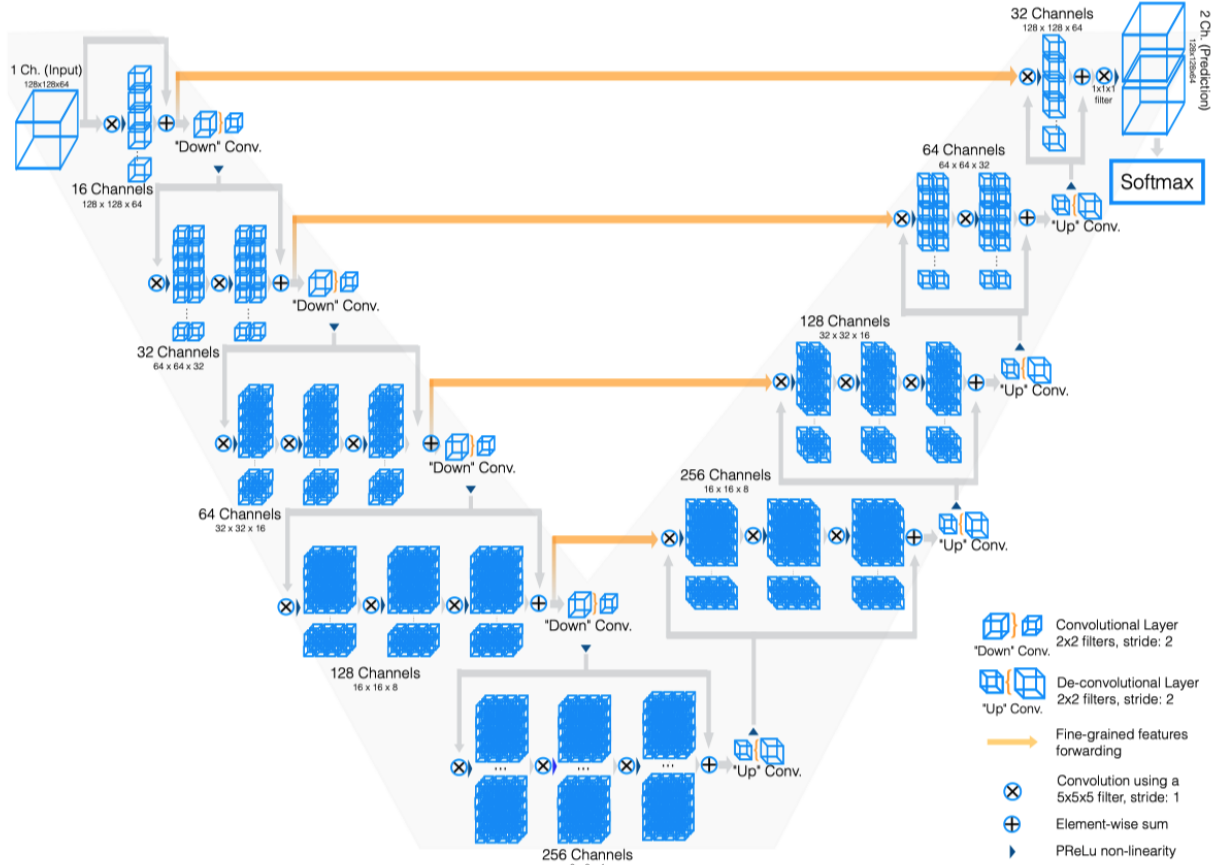 1 Ch. (Input)
128x128x64
"Down" Conv.
16 Channels
128 x 128 x 64
"Down" Conv.
32 Channels
64 x 64 x 32
"Down" Conv.
64 Channels
32 x 32 x 16
"Down" Conv.
128 Channels
16 x 16 x 8
256 Channels
"Up" Conv.
256 Channels
16 x 16 x 8
"Up" Conv.
128 Channels
32 x 32 x 16
"Up" Conv.
64 Channels
64 x 64 x 32
"Up" Conv.
32 Channels
128 x 128 x 64
1x1x1
filter
2 Ch. (Prediction)
128x128x64
Softmax
"Down" Conv.
Convolutional Layer
2x2 filters, stride: 2
"Up" Conv.
De-convolutional Layer
2x2 filters, stride: 2
Fine-grained features
forwarding
Convolution using a
5x5x5 filter, stride: 1
Element-wise sum
PReLu non-linearity